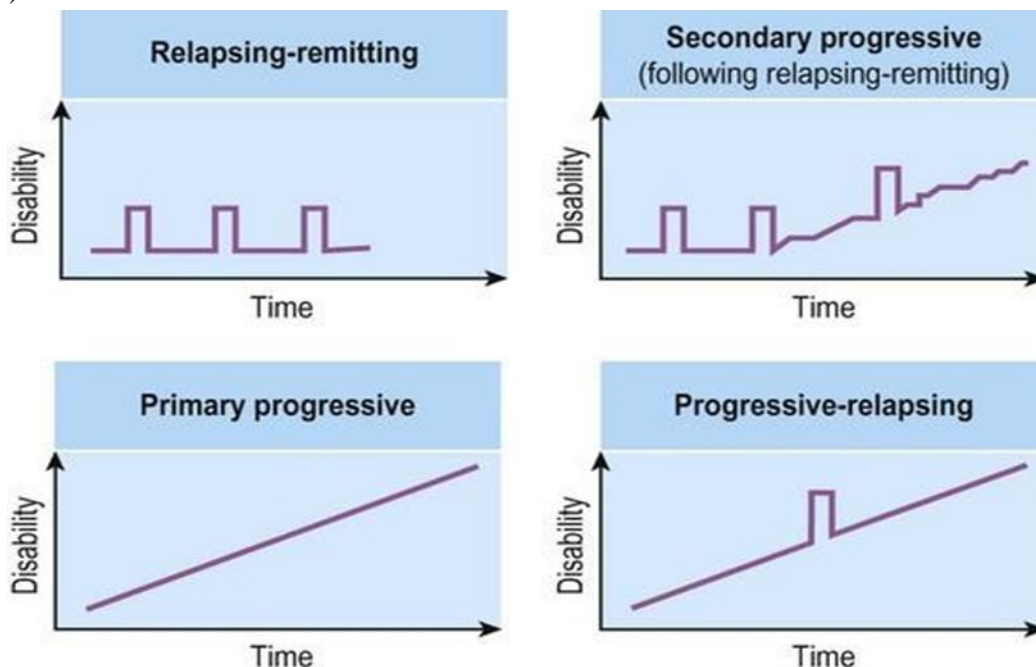 )
Relapsing-remitting
Disability
Time
Secondary progressive
(following relapsing-remitting)
Disability
Time
Primary progressive
Disability
Time
Progressive-relapsing
Disability
Time